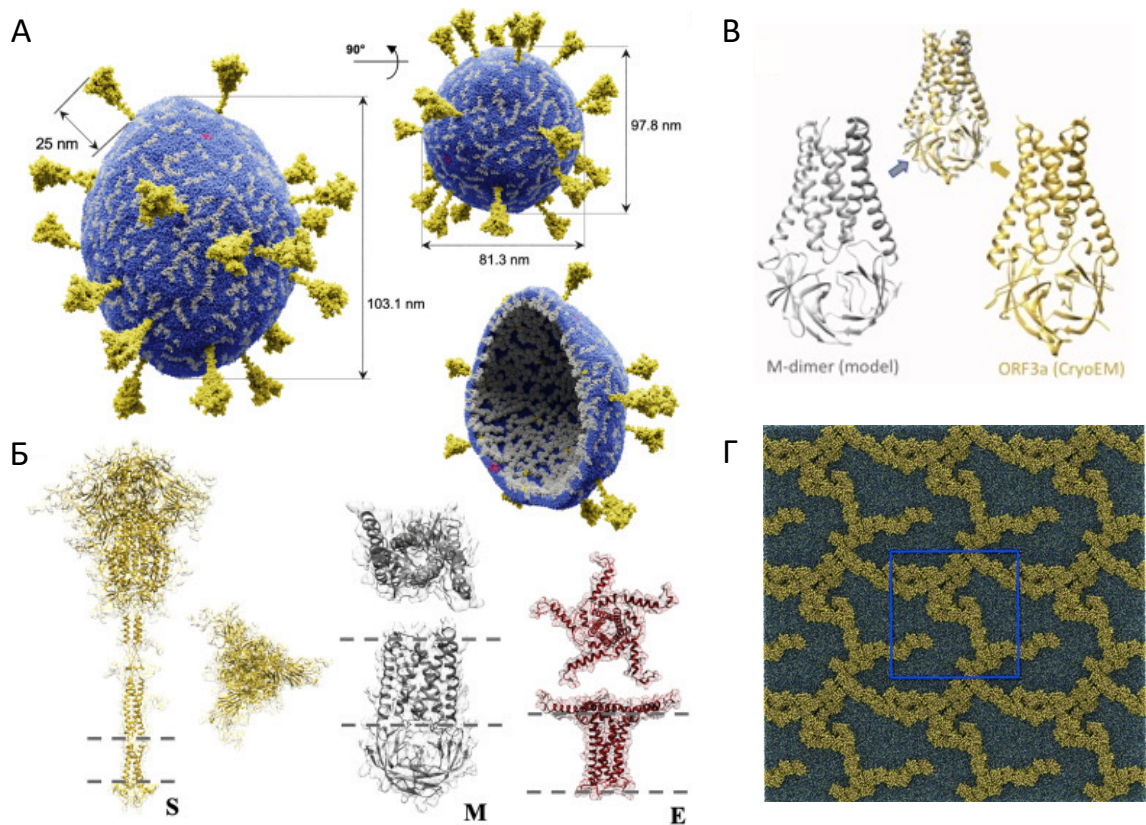 А
90°
25 nm
103.1 nm
97.8 nm
81.3 nm
В
M-dimer (model)
ORF3a (CryoEM)
Б
S
M
E
Г